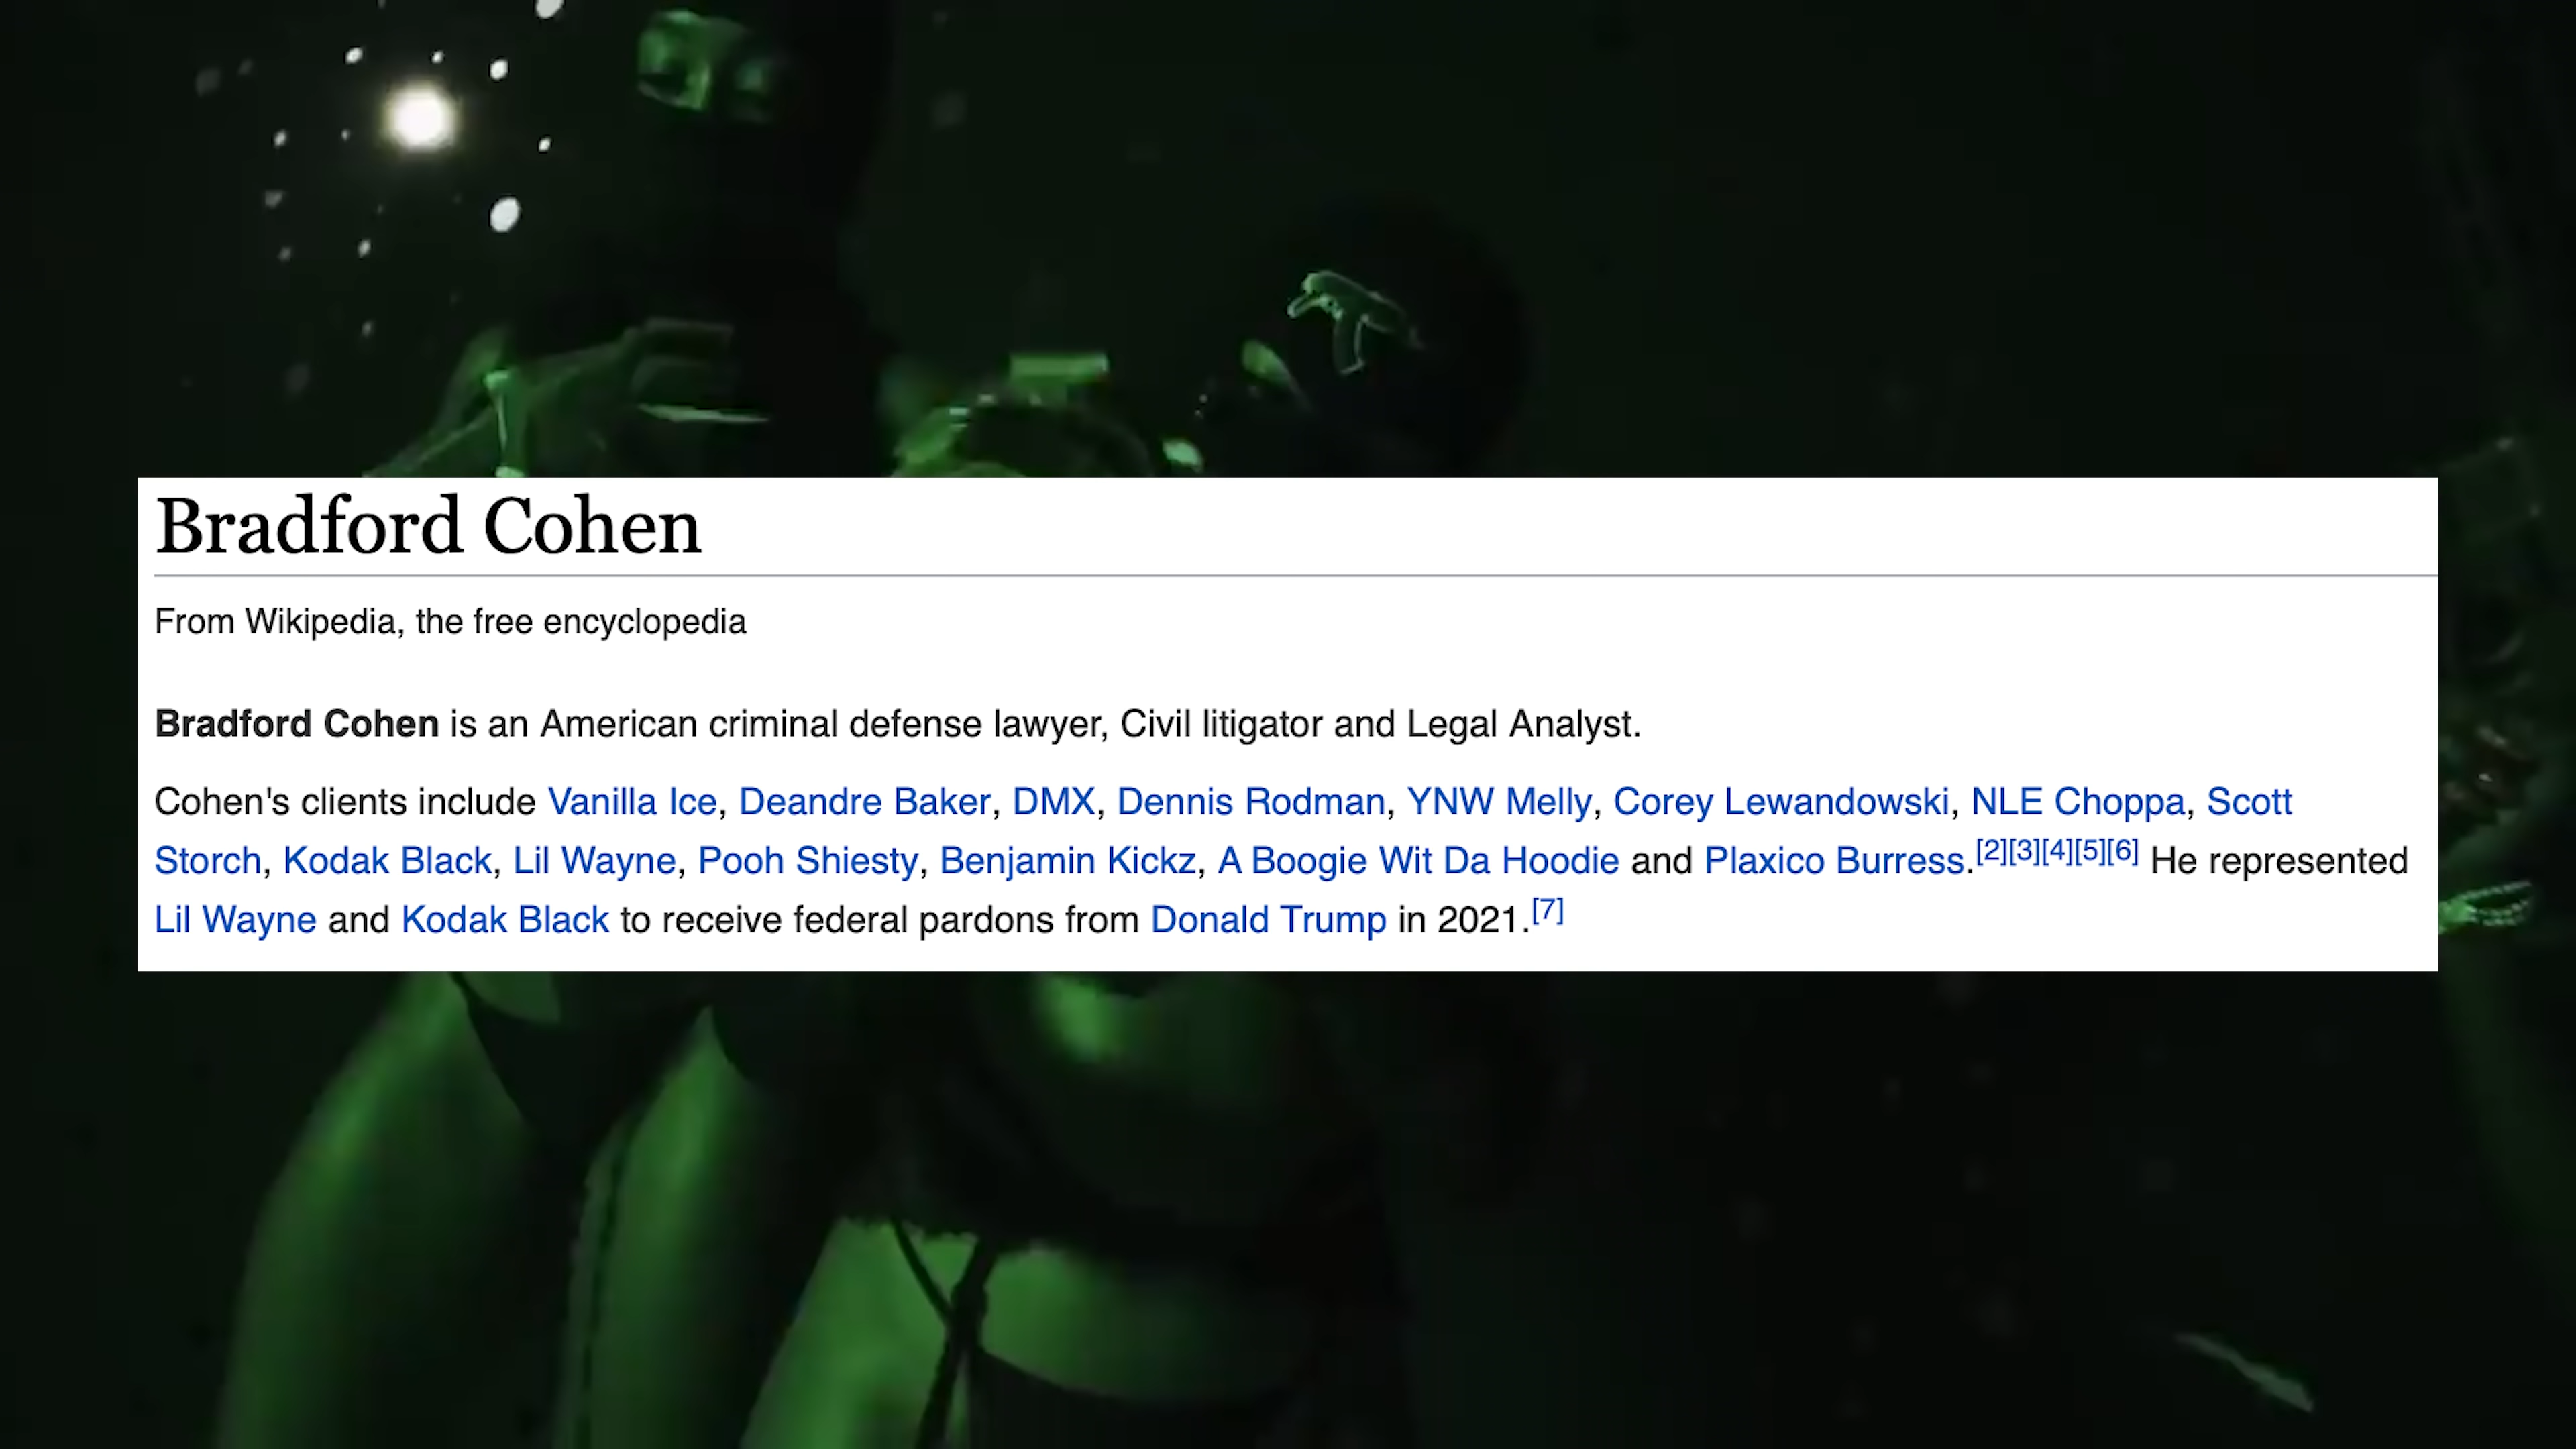 Bradford Cohen
From Wikipedia, the free encyclopedia
Bradford Cohen is an American criminal defense lawyer, Civil litigator and Legal Analyst.
Cohen's clients include Vanilla Ice, Deandre Baker, DMX, Dennis Rodman, YNW Melly, Corey Lewandowski, NLE Choppa, Scott
Storch, Kodak Black, Lil Wayne, Pooh Shiesty, Benjamin Kickz, A Boogie Wit Da Hoodie and Plaxico Burress.[2][3][4][5][6] He represented
Lil Wayne and Kodak Black to receive federal pardons from Donald Trump in 2021.[7]